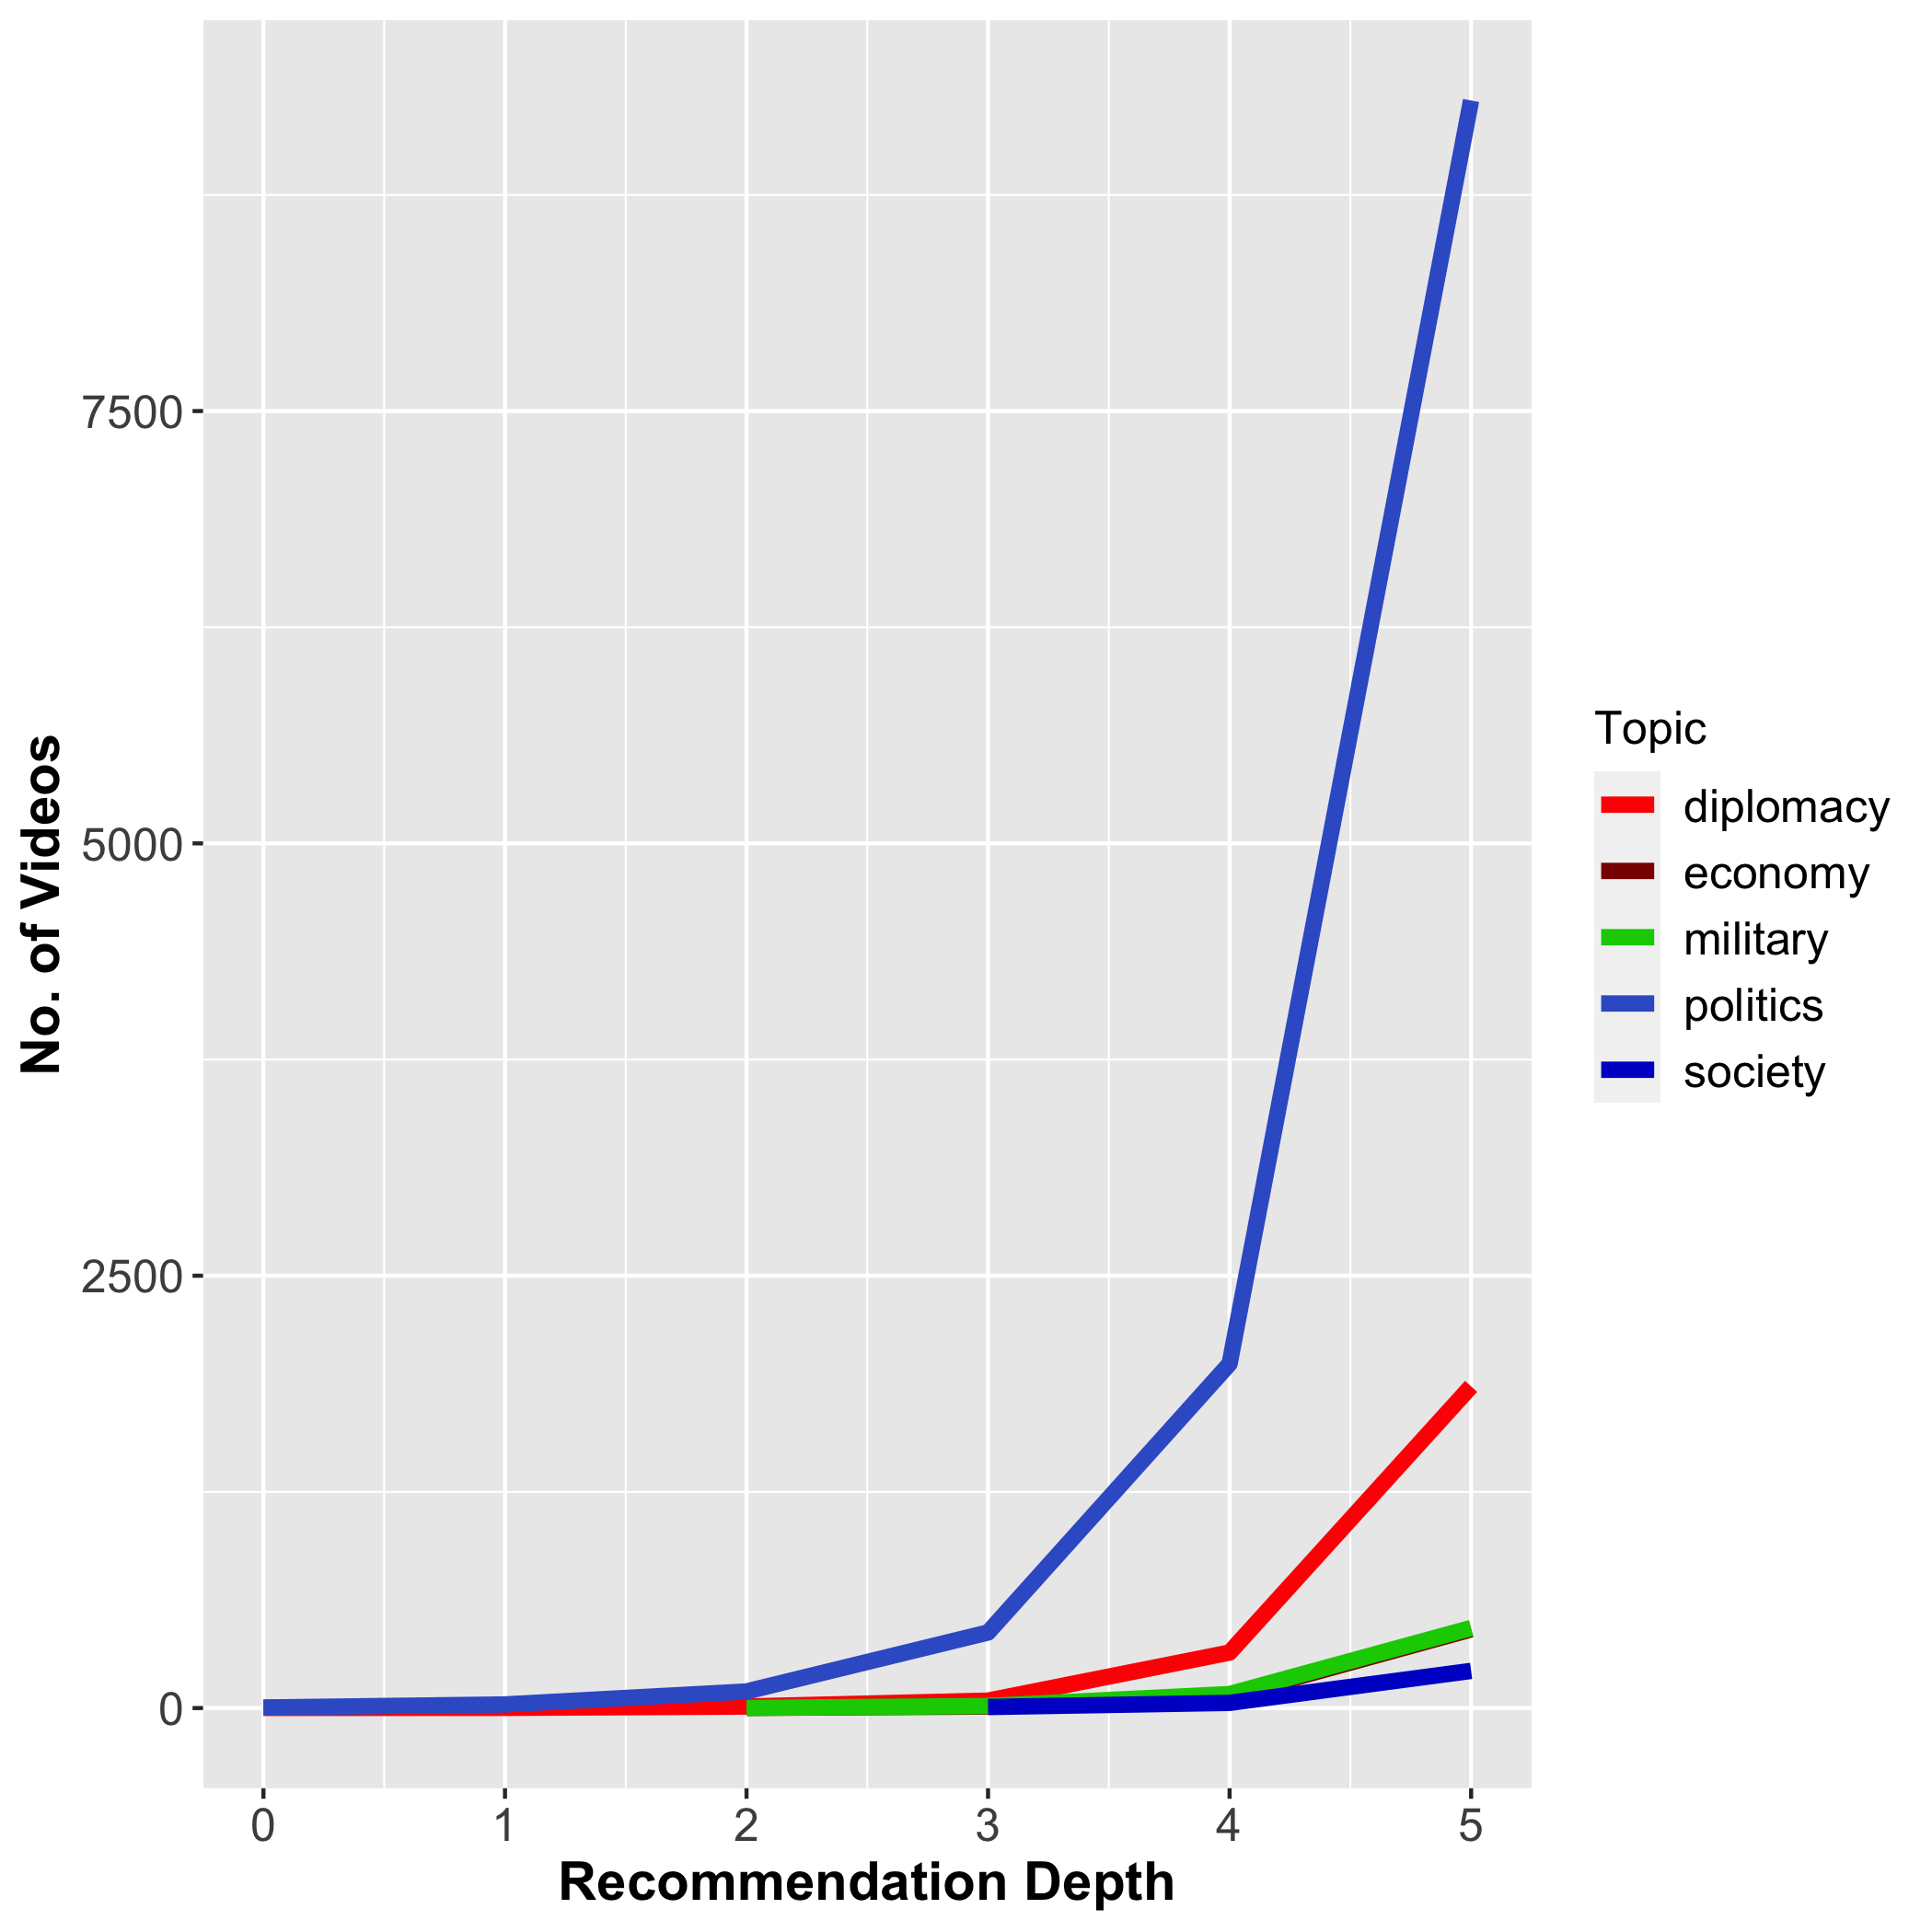 No. of Videos
7500
5000
2500
0
0 1 2 3 4 5
Recommendation Depth
Topic
diplomacy
economy
military
politics
society